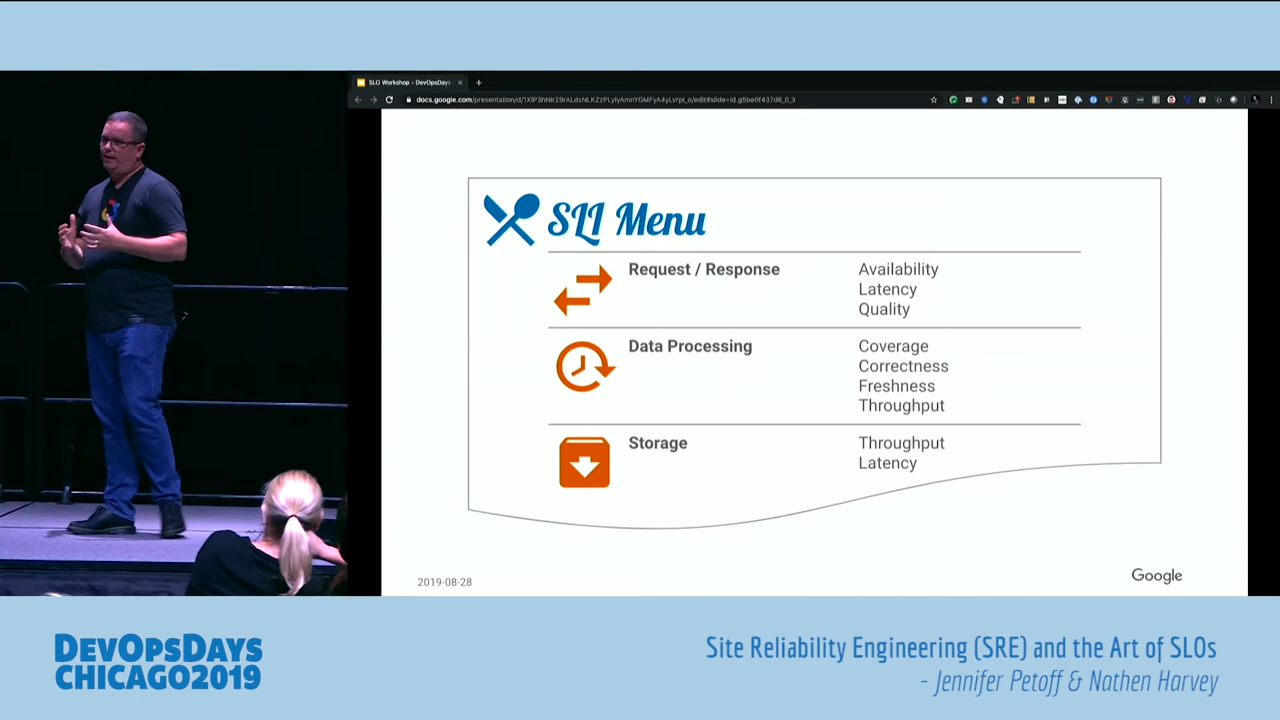 SLO Workshop - DevOpsDays
SLI Menu
Request / Response
Availability
Latency
Quality
Data Processing
Coverage
Correctness
Freshness
Throughput
Storage
Throughput
Latency
2019-08-28
Google
DEVOPSDAYS
CHICAGO2019
Site Reliability Engineering (SRE) and the Art of SLOs
- Jennifer Petoff & Nathen Harvey